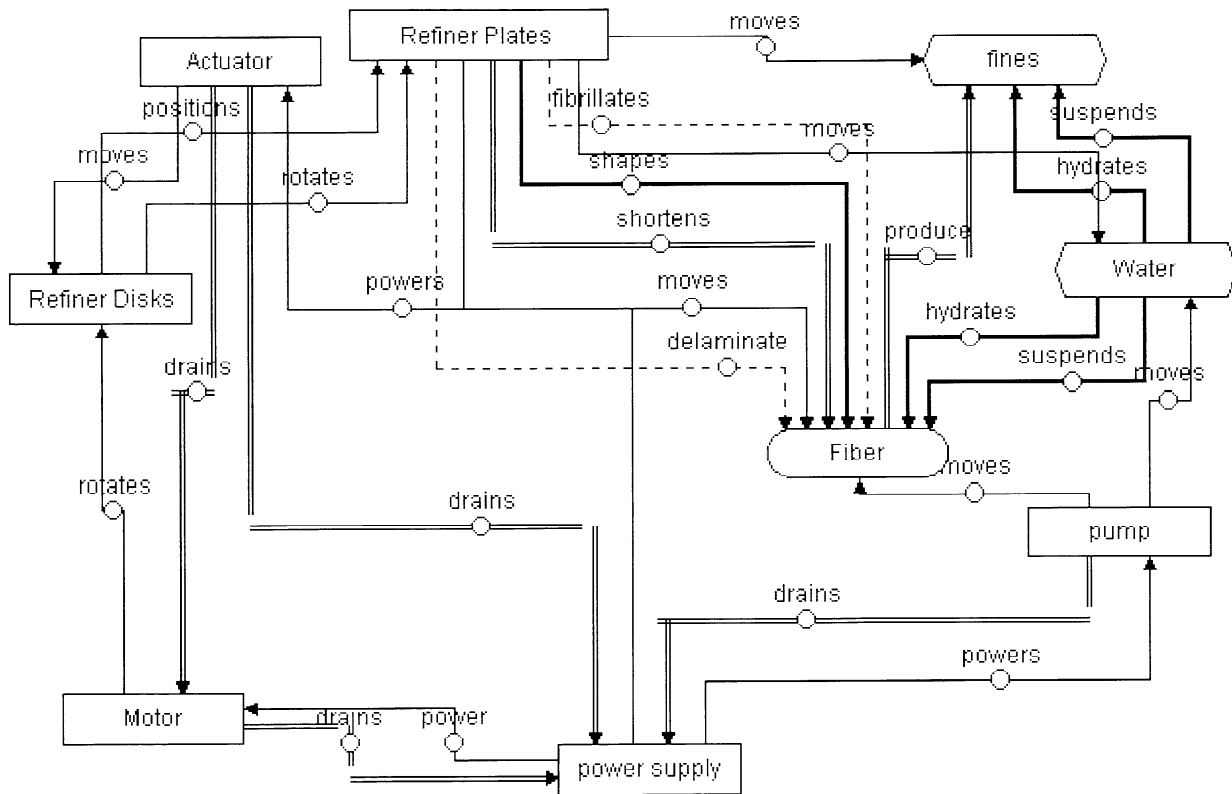 moves
Refiner Plates
Actuator
fines
positions
fibrillates
suspends
moves
moves
shapes
hydrates
rotates
shortens
produce
Water
Refiner Disks
powers
moves
hydrates
delaminate
drains
suspends
moves
Fiber
moves
rotates
drains
pump
drains
powers
Motor
drains
power
power supply